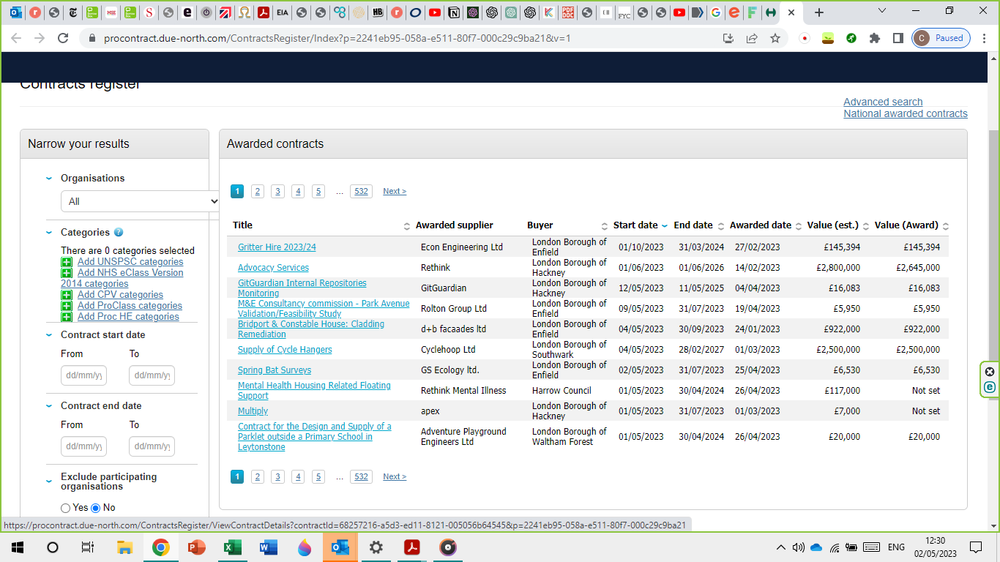 procontract.due-north.com/ContractsRegister/Index?p=2241eb95-058a-e511-80f7-000c29c9ba21&v=1
C Paused
Contracts register
Advanced search
National awarded contracts
Narrow your results
Organisations
All
Categories ?
There are 0 categories selected
Add UNSPSC categories
Add NHS eClass Version
2014 categories
Add CPV categories
Add ProClass categories
Add Proc HE categories
Contract start date
From To
dd/mm/yy dd/mm/yy
Contract end date
From To
dd/mm/yy dd/mm/yy
Exclude participating
organisations
Yes No
Awarded contracts
1 2 3 4 5 ... 532 Next >
Title Awarded supplier Buyer Start date End date Awarded date Value (est.) Value (Award)
Gritter Hire 2023/24 Econ Engineering Ltd London Borough of Enfield 01/10/2023 31/03/2024 27/02/2023 £145,394 £145,394
Advocacy Services Rethink London Borough of Hackney 01/06/2023 01/06/2026 14/02/2023 £2,800,000 £2,645,000
GitGuardian Internal Repositories Monitoring GitGuardian London Borough of Hackney 12/05/2023 11/05/2025 04/04/2023 £16,083 £16,083
M&E Consultancy commission - Park Avenue Validation/Feasibility Study Rolton Group Ltd London Borough of Enfield 09/05/2023 31/07/2023 19/04/2023 £5,950 £5,950
Bridport & Constable House: Cladding Remediation d+b facaades ltd London Borough of Enfield 04/05/2023 30/09/2023 24/01/2023 £922,000 £922,000
Supply of Cycle Hangers Cyclehoop Ltd London Borough of Southwark 04/05/2023 28/02/2027 01/03/2023 £2,500,000 £2,500,000
Spring Bat Surveys GS Ecology ltd. London Borough of Enfield 02/05/2023 31/07/2023 25/04/2023 £6,530 £6,530
Mental Health Housing Related Floating Support Rethink Mental Illness Harrow Council 01/05/2023 30/04/2024 26/04/2023 £117,000 Not set
Multiply apex London Borough of Hackney 01/05/2023 31/07/2023 01/03/2023 £7,000 Not set
Contract for the Design and Supply of a Parklet outside a Primary School in Leytonstone Adventure Playground Engineers Ltd London Borough of Waltham Forest 01/05/2023 30/04/2024 26/04/2023 £20,000 £20,000
1 2 3 4 5 ... 532 Next >
https://procontract.due-north.com/ContractsRegister/ViewContractDetails?contractId=68257216-a5d3-ed11-8121-005056b64545&p=2241eb95-058a-e511-80f7-000c29c9ba21
ENG
12:30
02/05/2023